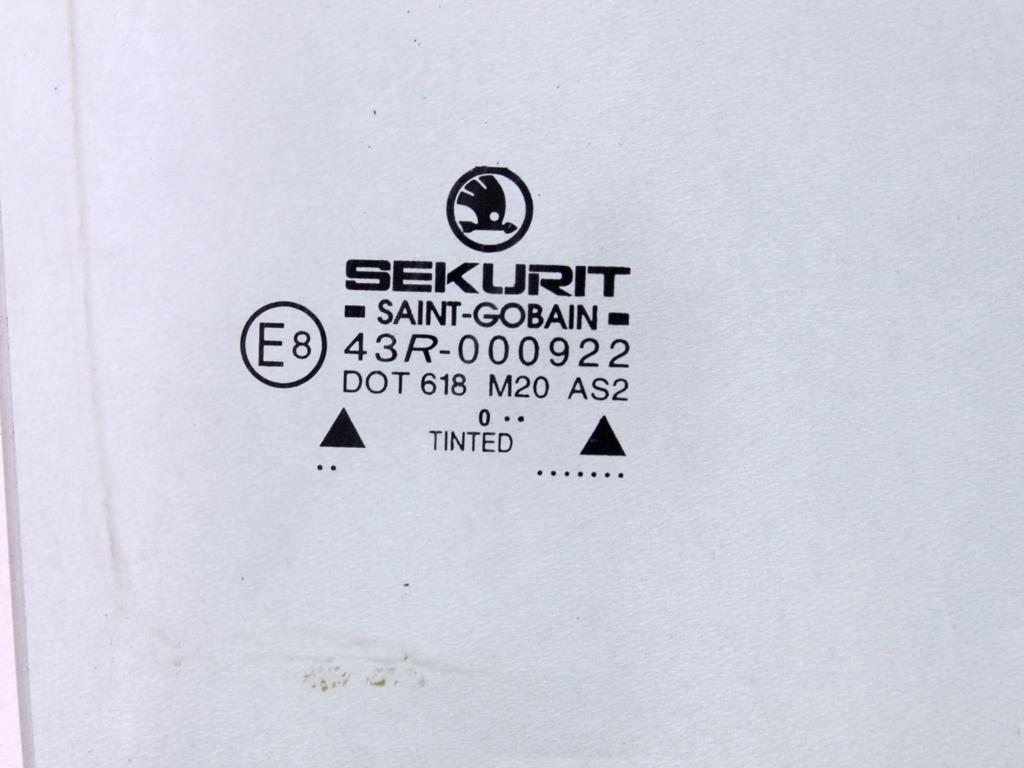 SEKURIT
SAINT-GOBAIN
E8 43R-000922
DOT 618 M20 AS2
0 ..
TINTED
.. .......